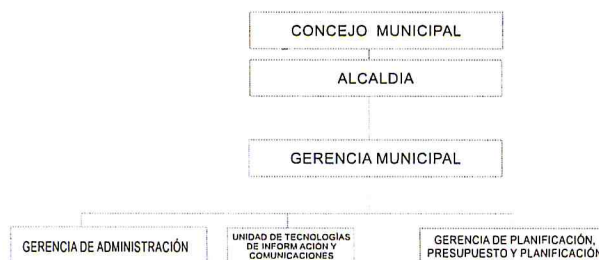 CONCEJO MUNICIPAL
ALCALDIA
GERENCIA MUNICIPAL
GERENCIA DE ADMINISTRACIÓN
UNIDAD DE TECNOLOGÍAS
DE INFORMACIÓN Y
COMUNICACIONES
GERENCIA DE PLANIFICACIÓN,
PRESUPUESTO Y PLANIFICACIÓN